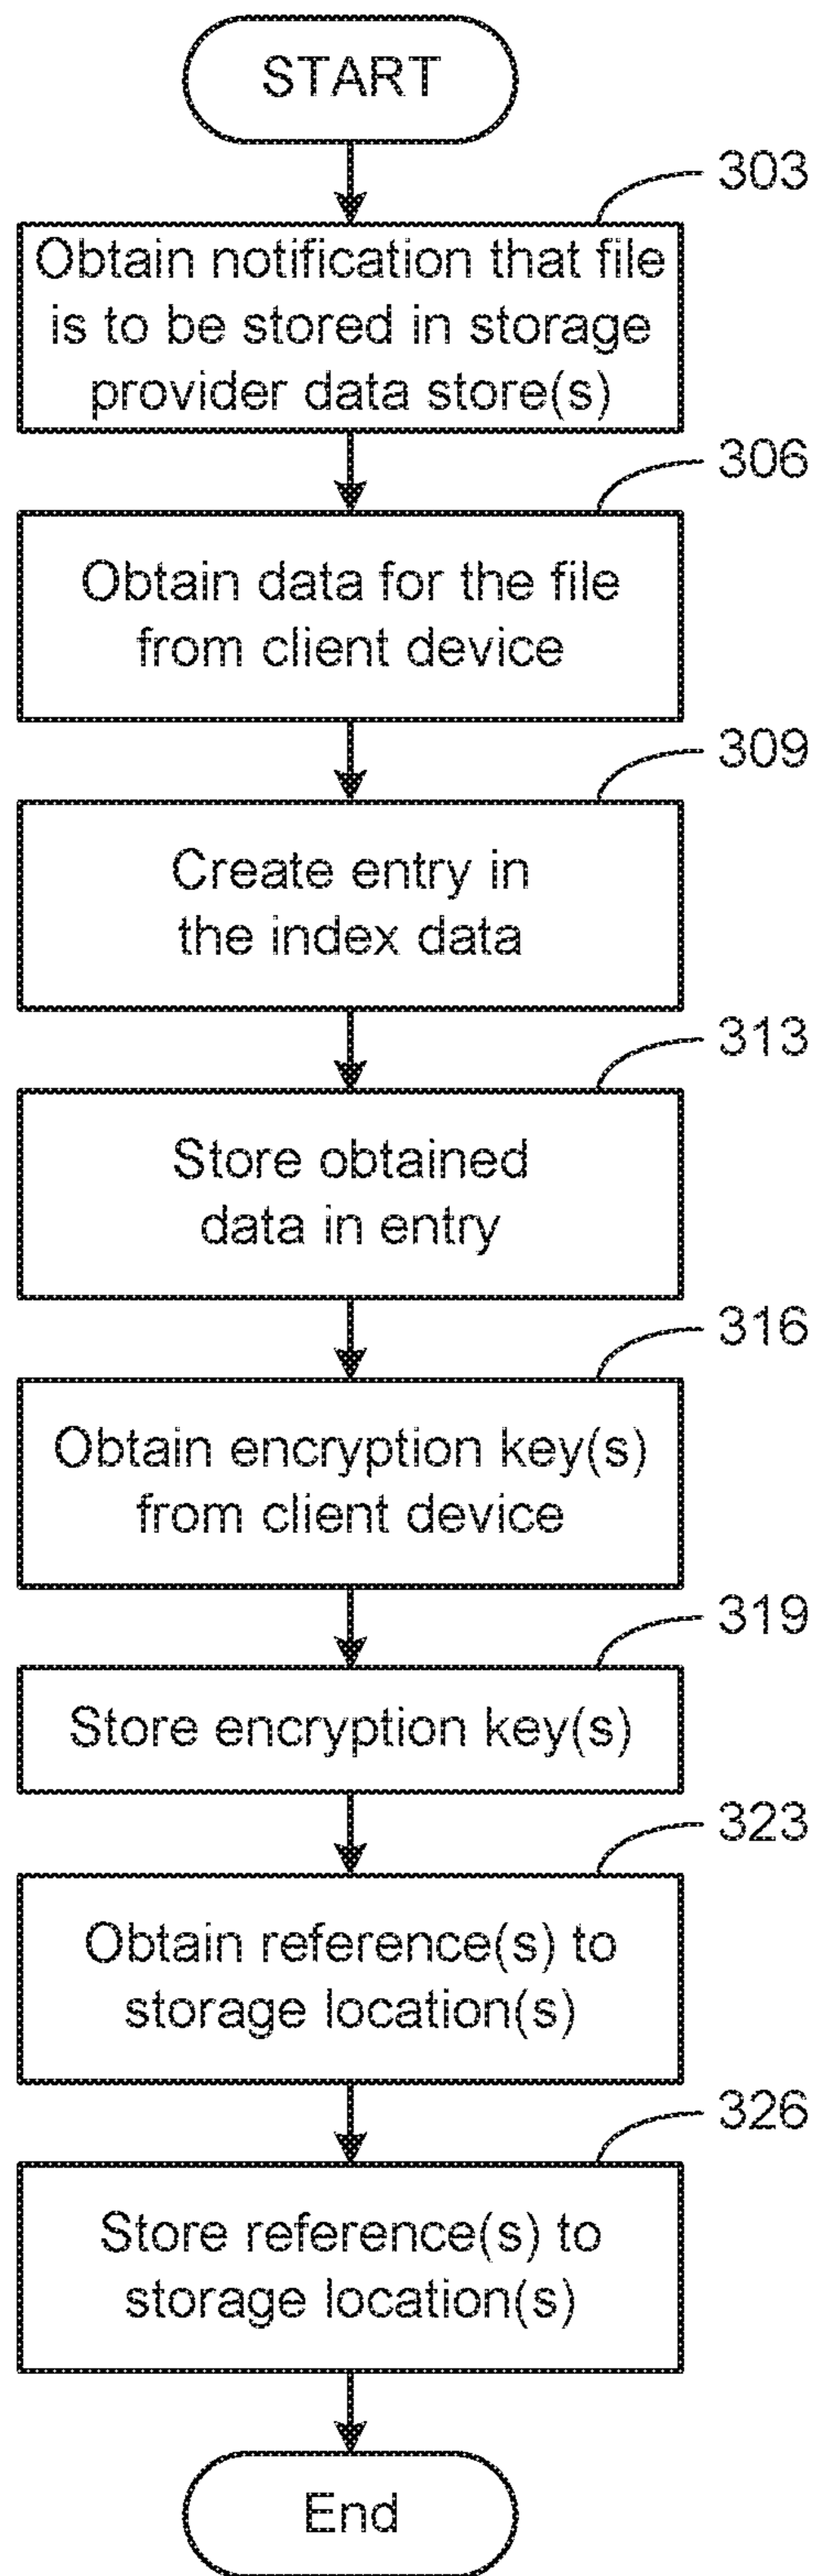 START
303
Obtain notification that file
is to be stored in storage
provider data store(s)
306
Obtain data for the file
from client device
309
Create entry in
the index data
313
Store obtained
data in entry
316
Obtain encryption key(s)
from client device
319
Store encryption key(s)
323
Obtain reference(s) to
storage location(s)
326
Store reference(s) to
storage location(s)
End